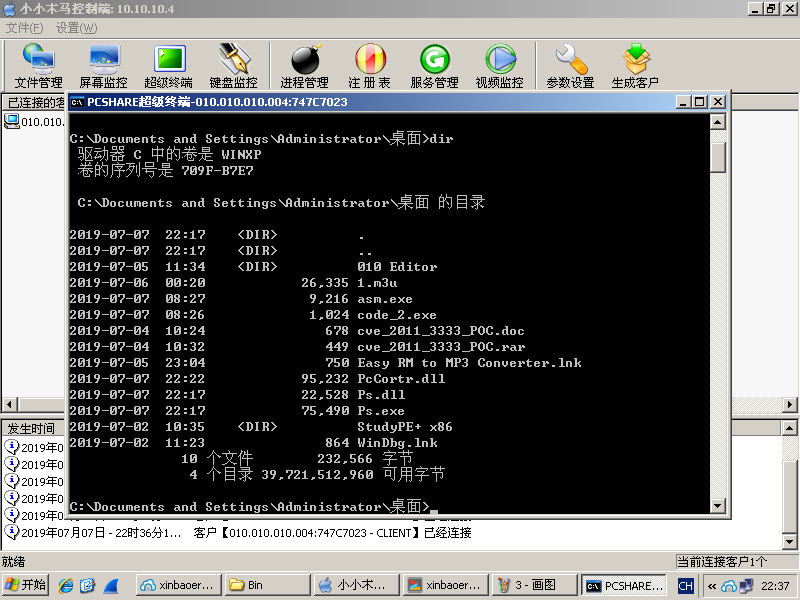 小小木马控制端: 10.10.10.4
文件(F) 设置(W)
文件管理 屏幕监控 超级终端 键盘监控 进程管理 注 册 表 服务管理 视频监控 参数设置 生成客户
已连接的客
PCSHARE超级终端-010.010.010.004:747C7023
010.010.
C:\Documents and Settings\Administrator\桌面>dir
驱动器 C 中的卷是 WINXP
卷的序列号是 709F-B7E7
C:\Documents and Settings\Administrator\桌面 的目录
2019-07-07 22:17 <DIR> .
2019-07-07 22:17 <DIR> ..
2019-07-05 11:34 <DIR> 010 Editor
2019-07-06 00:20 26,335 1.m3u
2019-07-07 08:27 9,216 asm.exe
2019-07-07 08:26 1,024 code_2.exe
2019-07-04 10:24 678 cve_2011_3333_POC.doc
2019-07-04 10:32 449 cve_2011_3333_POC.rar
2019-07-05 23:04 750 Easy RM to MP3 Converter.lnk
2019-07-07 22:22 95,232 PcCortr.dll
2019-07-07 22:17 22,528 Ps.dll
2019-07-07 22:17 75,490 Ps.exe
2019-07-02 10:35 <DIR> StudyPE+ x86
2019-07-02 11:23 864 WinDbg.lnk
10 个文件 232,566 字节
4 个目录 39,721,512,960 可用字节
C:\Documents and Settings\Administrator\桌面>
发生时间
2019年0
2019年0
2019年0
2019年0
2019年0
2019年07月07日 - 22时36分1... 客户【010.010.010.004:747C7023 - CLIENT】已经连接
就绪 当前连接客户1个
开始 xinbaoer... Bin 小小木... xinbaoer... 3 - 画图 PCSHARE... CH « 22:37